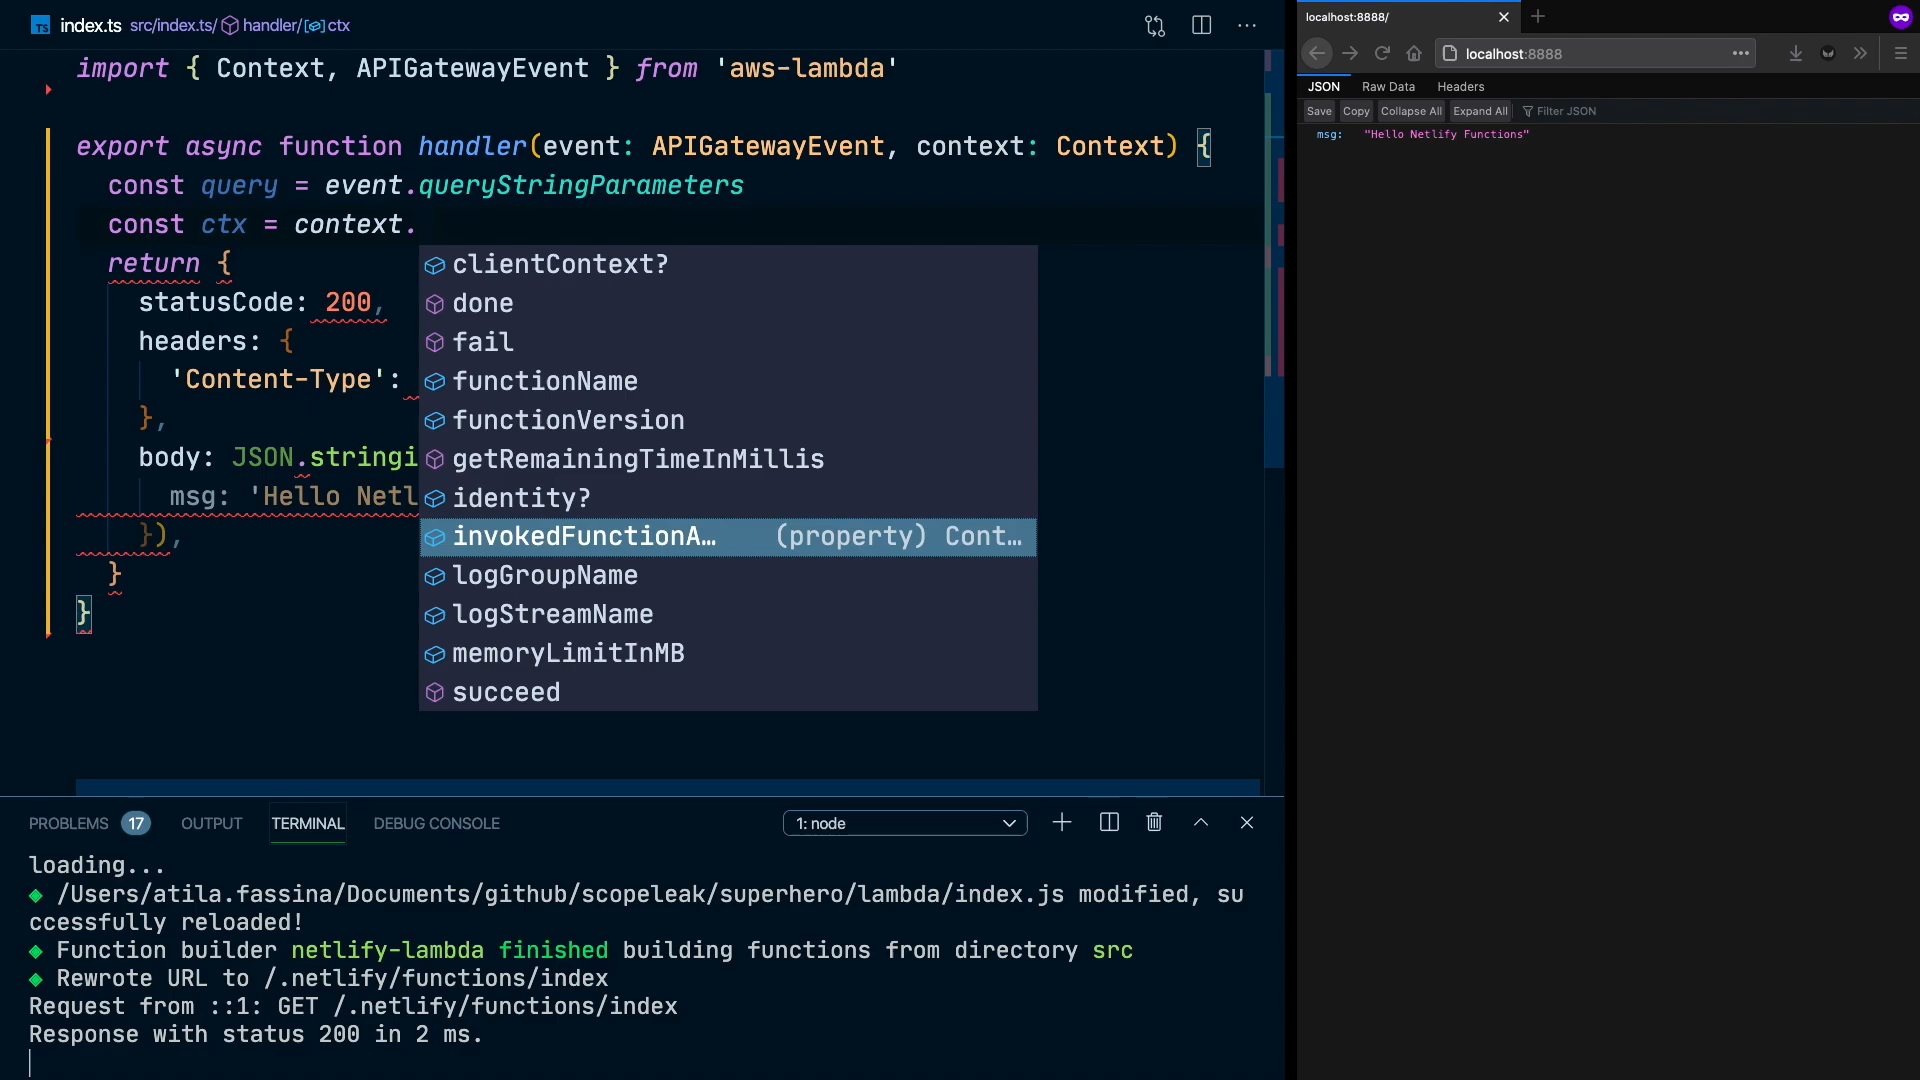 index.ts src/index.ts/ handler/ ctx
import { Context, APIGatewayEvent } from 'aws-lambda'
export async function handler(event: APIGatewayEvent, context: Context) {
const query = event.queryStringParameters
const ctx = context.
return {
statusCode: 200,
headers: {
'Content-Type':
},
body: JSON.stringi
msg: 'Hello Netl
}),
}
}
clientContext?
done
fail
functionName
functionVersion
getRemainingTimeInMillis
identity?
invokedFunctionA… (property) Cont…
logGroupName
logStreamName
memoryLimitInMB
succeed
PROBLEMS 17 OUTPUT TERMINAL DEBUG CONSOLE 1: node
loading...
◆ /Users/atila.fassina/Documents/github/scopeleak/superhero/lambda/index.js modified, su
ccessfully reloaded!
◆ Function builder netlify-lambda finished building functions from directory src
◆ Rewrote URL to /.netlify/functions/index
Request from ::1: GET /.netlify/functions/index
Response with status 200 in 2 ms.
localhost:8888/
localhost:8888
JSON Raw Data Headers
Save Copy Collapse All Expand All Filter JSON
msg: "Hello Netlify Functions"